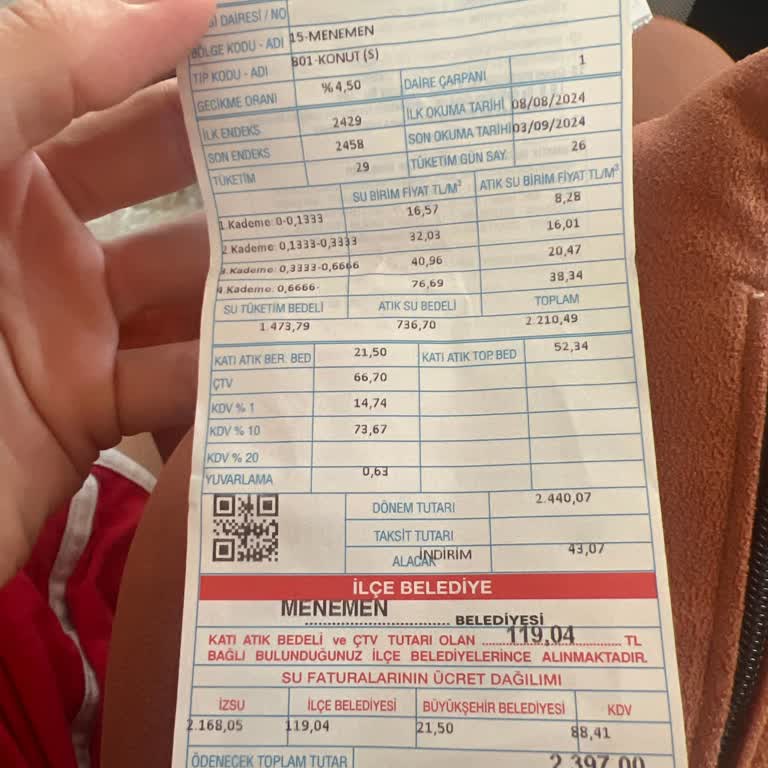 Gİ DAİRESİ / NO
BÖLGE KODU - ADI 15-MENEMEN
TİP KODU - ADI B01-KONUT (S)
GECİKME ORANI %4,50 DAİRE ÇARPANI 1
İLK ENDEKS 2429 İLK OKUMA TARİHİ 08/08/2024
SON ENDEKS 2458 SON OKUMA TARİHİ 03/09/2024
TÜKETİM 29 TÜKETİM GÜN SAY. 26
SU BİRİM FİYAT TL/M³ ATIK SU BİRİM FİYAT TL/M³
1.Kademe: 0-0,1333 16,57 8,28
2.Kademe: 0,1333-0,3333 32,03 16,01
Kademe: 0,3333-0,6666 40,96 20,47
4.Kademe: 0,6666- 76,69 38,34
SU TÜKETİM BEDELİ ATIK SU BEDELİ TOPLAM
1.473,79 736,70 2.210,49
KATI ATIK BER. BED 21,50 KATI ATIK TOP. BED 52,34
ÇTV 66,70
KDV % 1 14,74
KDV % 10 73,67
KDV % 20
YUVARLAMA 0,63
DÖNEM TUTARI 2.440,07
TAKSİT TUTARI
ALACAK İNDİRİM 43,07
İLÇE BELEDİYE
MENEMEN BELEDİYESİ
KATI ATIK BEDELİ ve ÇTV TUTARI OLAN 119,04 TL
BAĞLI BULUNDUĞUNUZ İLÇE BELEDİYELERİNCE ALINMAKTADIR.
SU FATURALARININ ÜCRET DAĞILIMI
İZSU İLÇE BELEDİYESİ BÜYÜKŞEHİR BELEDİYESİ KDV
2.168,05 119,04 21,50 88,41
ÖDENECEK TOPLAM TUTAR 2.397,00